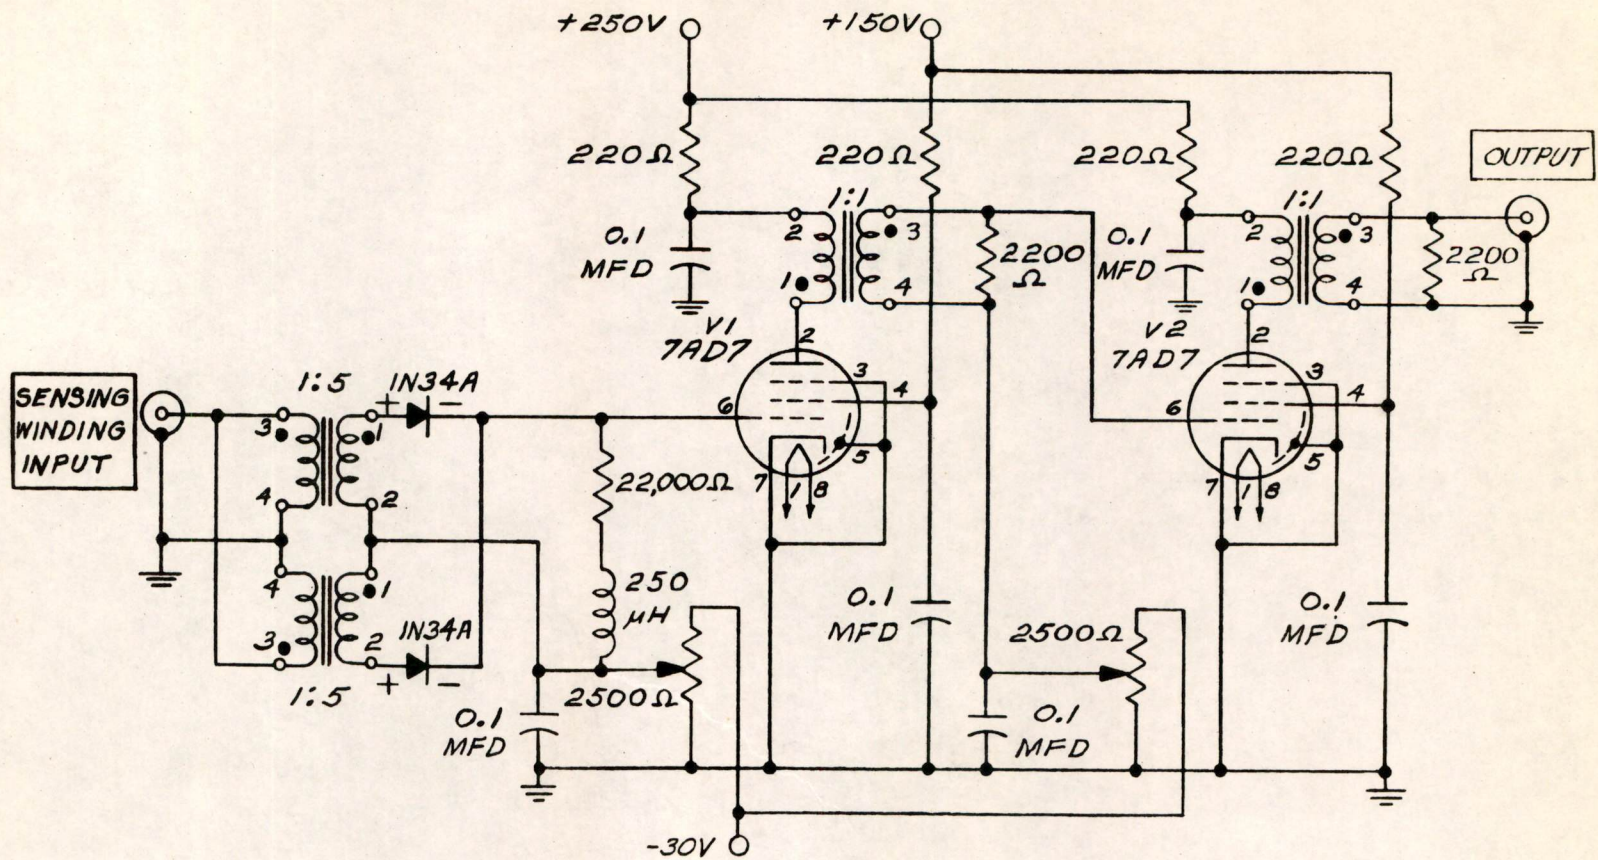 +250V
+150V
220Ω
220Ω
220Ω
220Ω
OUTPUT
1:1
1:1
0.1
MFD
2
3
2200
Ω
0.1
MFD
2
3
2200
Ω
1
4
1
4
V1
7AD7
2
V2
7AD7
2
SENSING
WINDING
INPUT
1:5
+
1N34A
-
3
1
4
2
6
3
4
5
7
1
8
6
3
4
5
7
1
8
22,000Ω
4
1
3
2
1:5
1N34A
+
-
250
μH
2500Ω
0.1
MFD
0.1
MFD
2500Ω
0.1
MFD
0.1
MFD
-30V